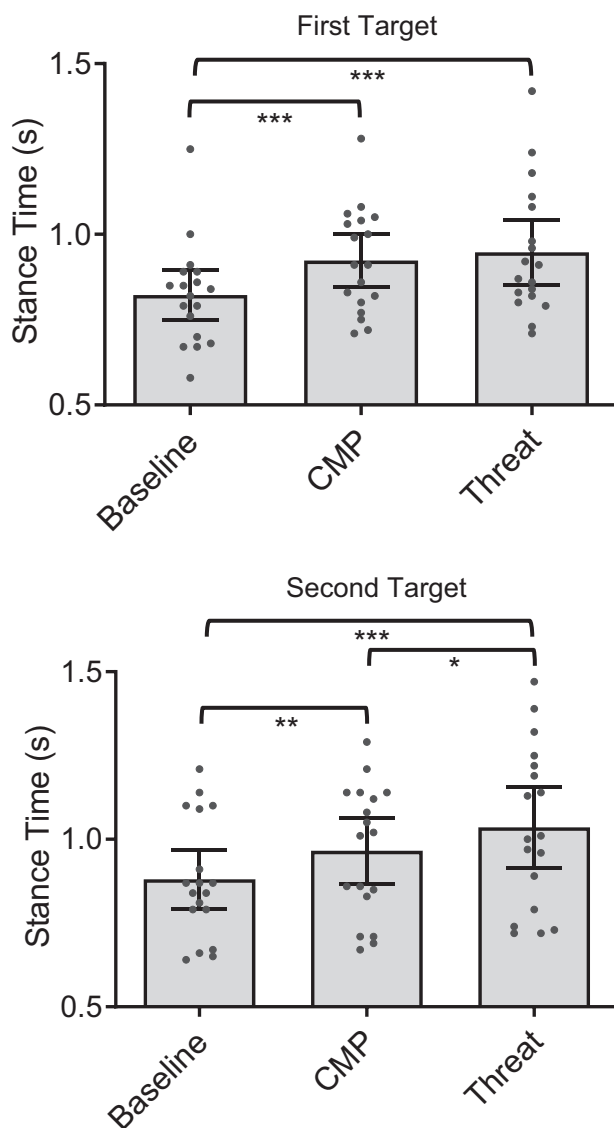 First Target
***
***
1.5
1.0
0.5
Stance Time (s)
Baseline
CMP
Threat
Second Target
***
*
**
1.5
1.0
0.5
Stance Time (s)
Baseline
CMP
Threat